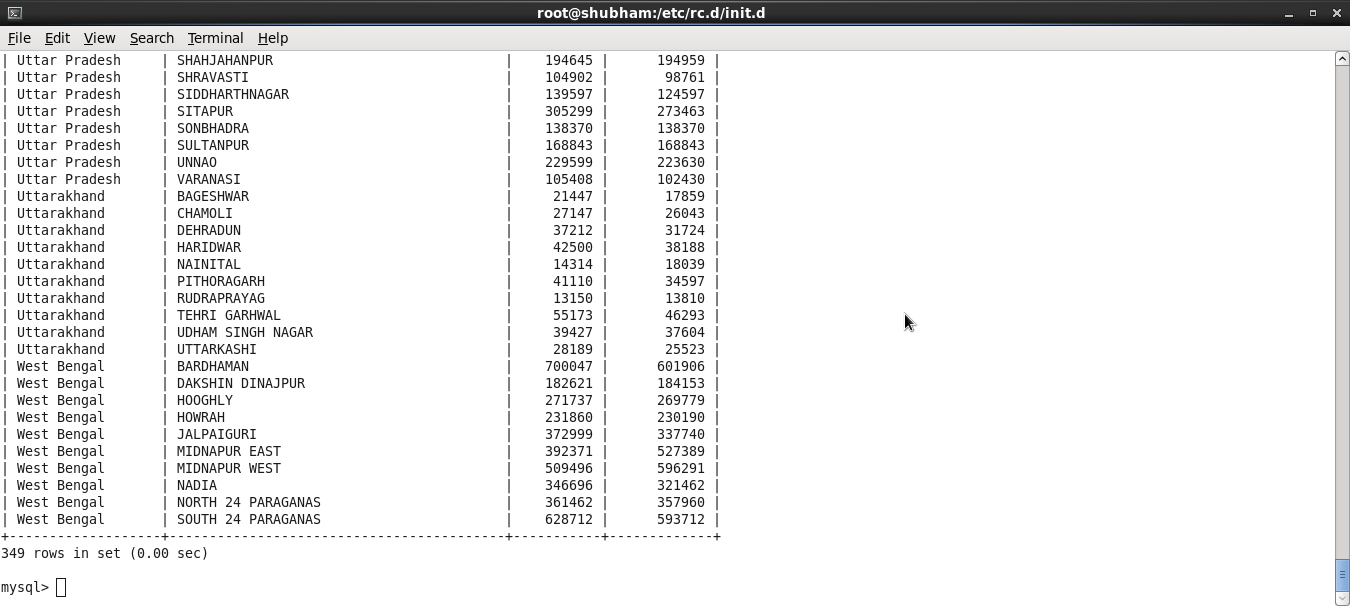 root@shubham:/etc/rc.d/init.d
File Edit View Search Terminal Help
| Uttar Pradesh     | SHAHJAHANPUR                             |    194645 |      194959 |
| Uttar Pradesh     | SHRAVASTI                                |    104902 |       98761 |
| Uttar Pradesh     | SIDDHARTHNAGAR                           |    139597 |      124597 |
| Uttar Pradesh     | SITAPUR                                  |    305299 |      273463 |
| Uttar Pradesh     | SONBHADRA                                |    138370 |      138370 |
| Uttar Pradesh     | SULTANPUR                                |    168843 |      168843 |
| Uttar Pradesh     | UNNAO                                    |    229599 |      223630 |
| Uttar Pradesh     | VARANASI                                 |    105408 |      102430 |
| Uttarakhand       | BAGESHWAR                                |     21447 |       17859 |
| Uttarakhand       | CHAMOLI                                  |     27147 |       26043 |
| Uttarakhand       | DEHRADUN                                 |     37212 |       31724 |
| Uttarakhand       | HARIDWAR                                 |     42500 |       38188 |
| Uttarakhand       | NAINITAL                                 |     14314 |       18039 |
| Uttarakhand       | PITHORAGARH                              |     41110 |       34597 |
| Uttarakhand       | RUDRAPRAYAG                              |     13150 |       13810 |
| Uttarakhand       | TEHRI GARHWAL                            |     55173 |       46293 |
| Uttarakhand       | UDHAM SINGH NAGAR                        |     39427 |       37604 |
| Uttarakhand       | UTTARKASHI                               |     28189 |       25523 |
| West Bengal       | BARDHAMAN                                |    700047 |      601906 |
| West Bengal       | DAKSHIN DINAJPUR                         |    182621 |      184153 |
| West Bengal       | HOOGHLY                                  |    271737 |      269779 |
| West Bengal       | HOWRAH                                   |    231860 |      230190 |
| West Bengal       | JALPAIGURI                               |    372999 |      337740 |
| West Bengal       | MIDNAPUR EAST                            |    392371 |      527389 |
| West Bengal       | MIDNAPUR WEST                            |    509496 |      596291 |
| West Bengal       | NADIA                                    |    346696 |      321462 |
| West Bengal       | NORTH 24 PARAGANAS                       |    361462 |      357960 |
| West Bengal       | SOUTH 24 PARAGANAS                       |    628712 |      593712 |
+-------------------+------------------------------------------+-----------+-------------+
349 rows in set (0.00 sec)
mysql>